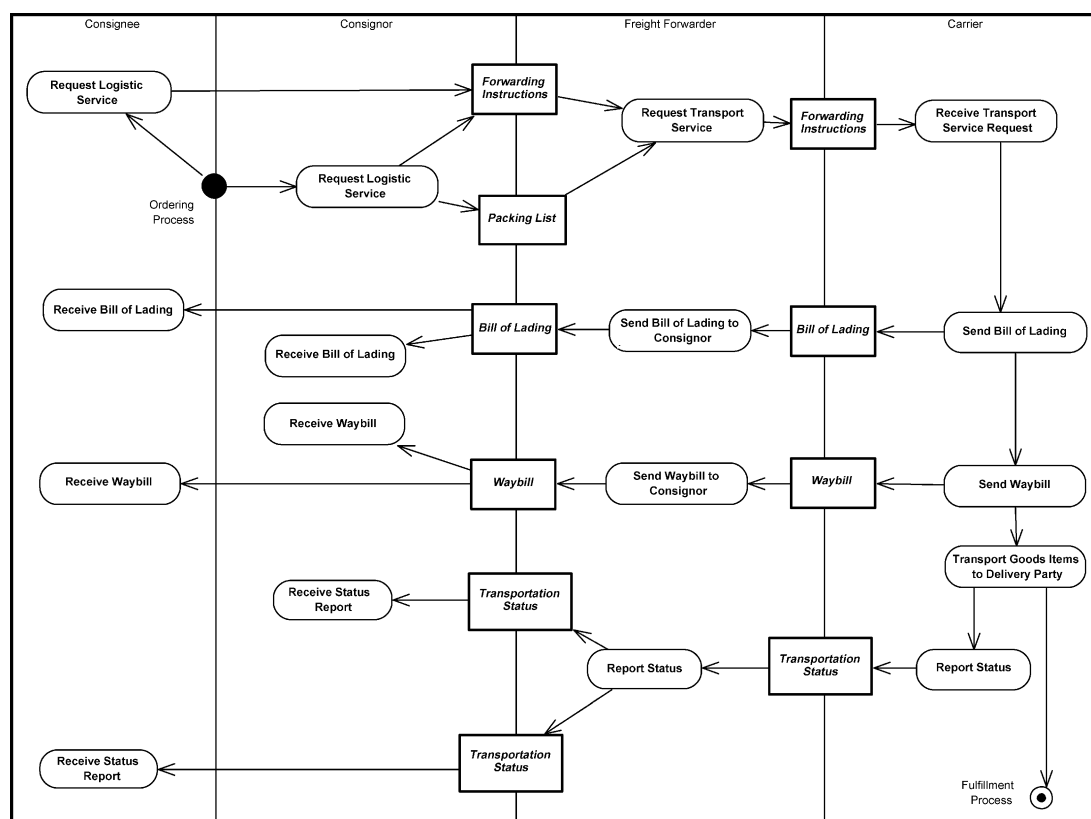 Consignee
Consignor
Freight Forwarder
Carrier
Request Logistic
Service
Forwarding
Instructions
Request Transport
Service
Forwarding
Instructions
Receive Transport
Service Request
Ordering
Process
Request Logistic
Service
Packing List
Receive Bill of Lading
Bill of Lading
Send Bill of Lading to
Consignor
Bill of Lading
Send Bill of Lading
Receive Bill of Lading
Receive Waybill
Receive Waybill
Waybill
Send Waybill to
Consignor
Waybill
Send Waybill
Transport Goods Items
to Delivery Party
Receive Status
Report
Transportation
Status
Report Status
Transportation
Status
Report Status
Receive Status
Report
Transportation
Status
Fulfillment
Process